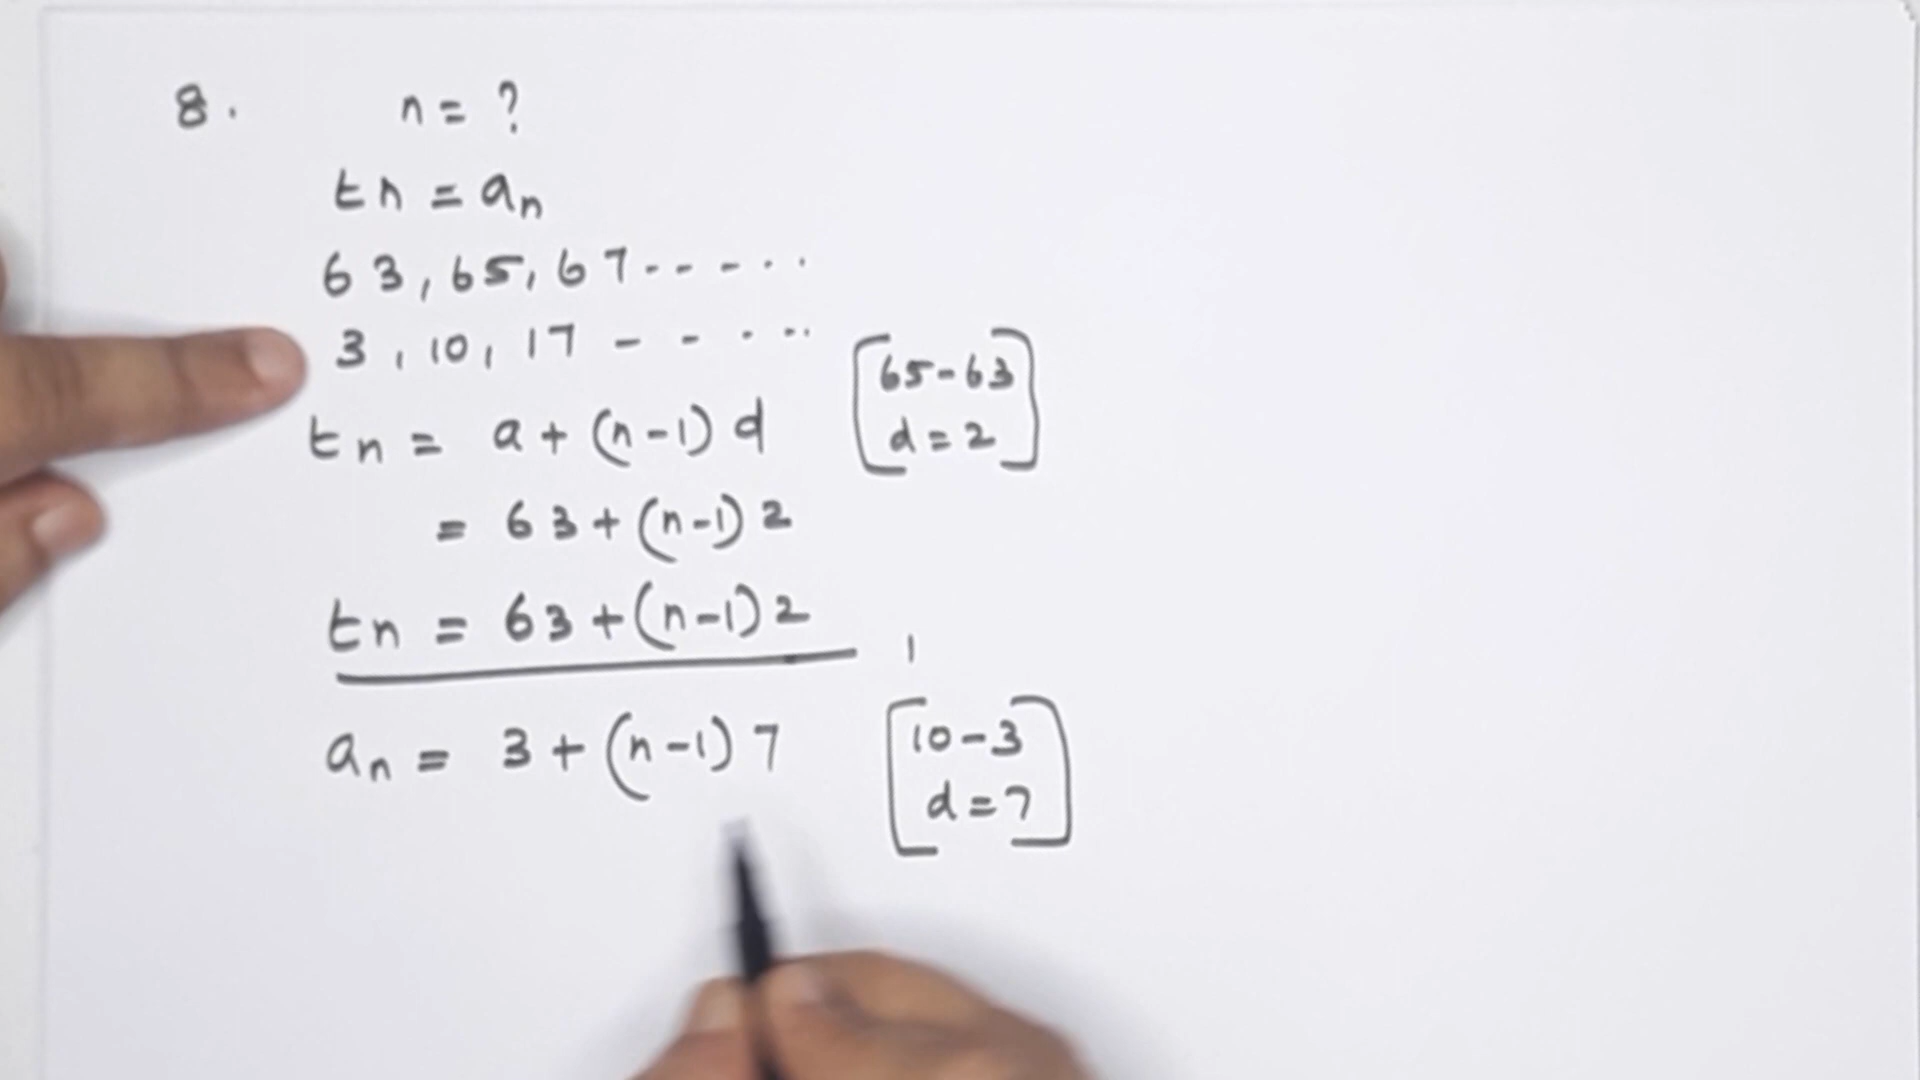 8. n = ?
tn = an
63, 65, 67 - - - - ·
3, 10, 17 - - - - ·
[65-63
d = 2]
tn = a + (n-1) d
= 63 + (n-1) 2
tn = 63 + (n-1) 2
an = 3 + (n-1) 7
[10-3
d = 7]